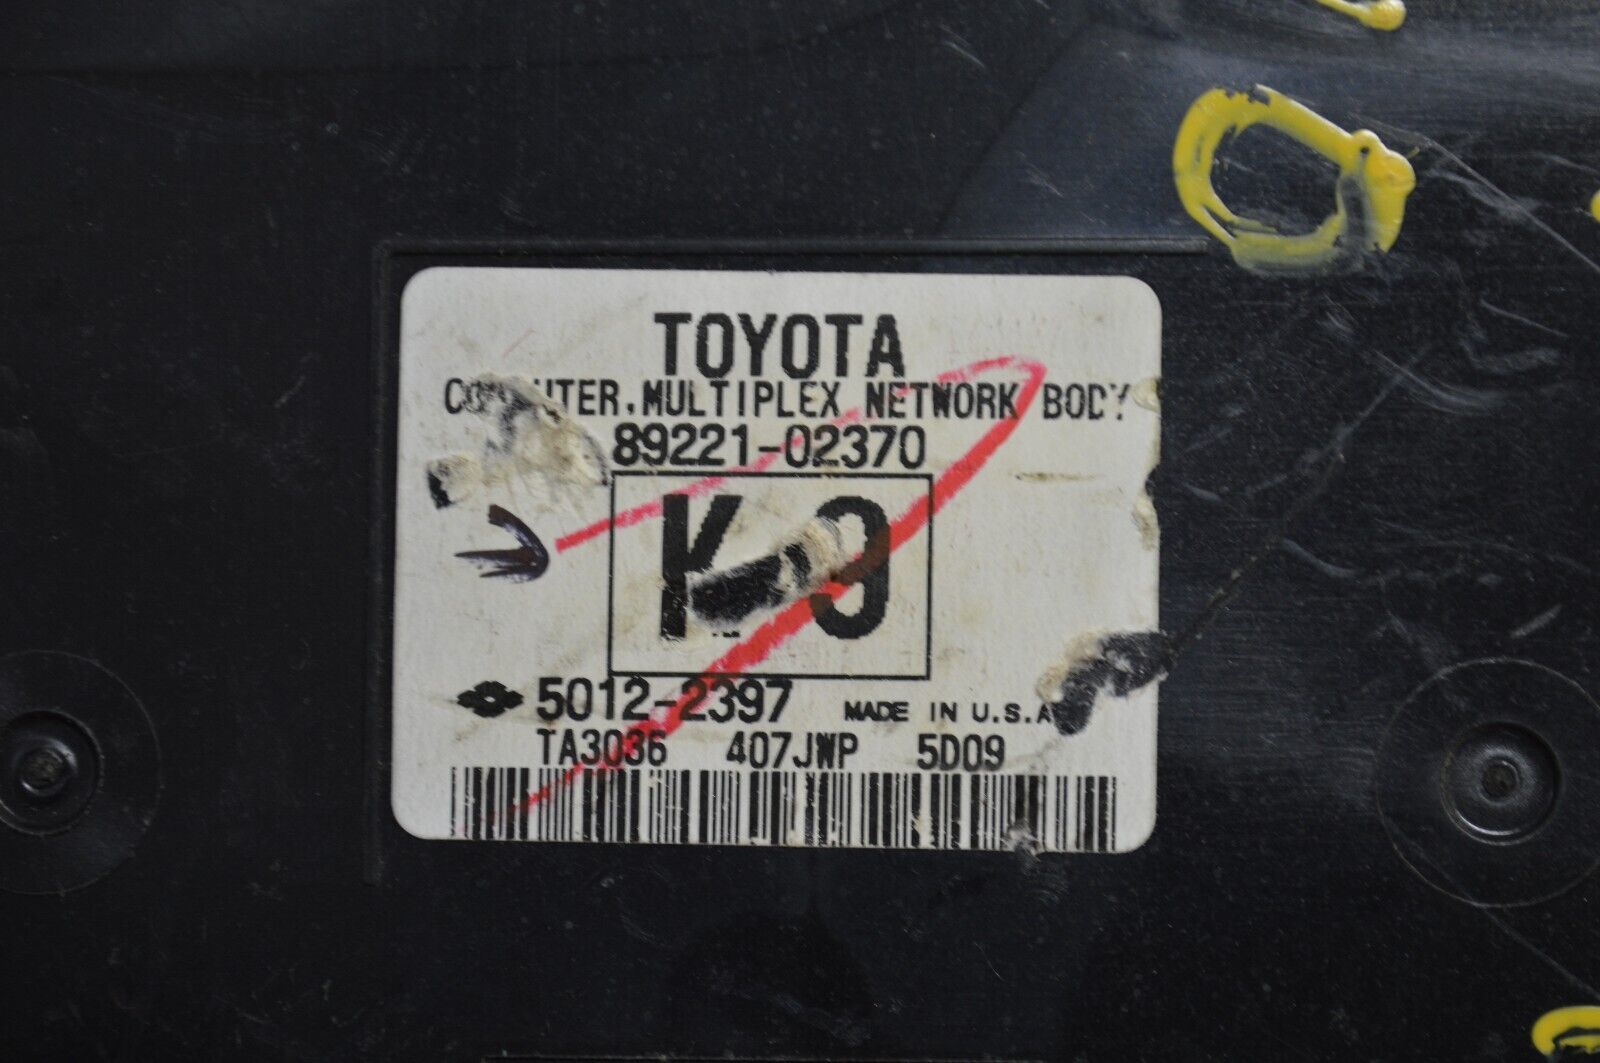 TOYOTA
MULTIPLEX NETWORK BODY
89221-02370
5012-2397 MADE IN U.S.A
TA3036 407JWP 5D09